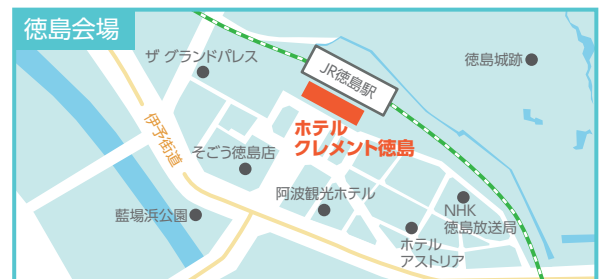 徳島会場
ザ グランドパレス
JR徳島駅
徳島城跡
ホテル
クレメント徳島
伊予街道
そごう徳島店
阿波観光ホテル
藍場浜公園
NHK
徳島放送局
ホテル
アストリア